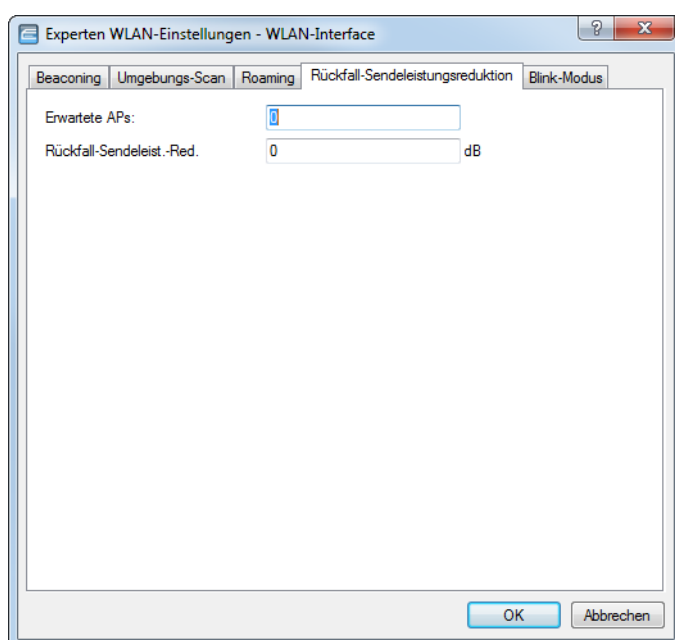 Experten WLAN-Einstellungen - WLAN-Interface
? X
Beaconing Umgebungs-Scan Roaming Rückfall-Sendeleistungsreduktion Blink-Modus
Erwartete APs: 0
Rückfall-Sendeleist.-Red. 0 dB
OK Abbrechen